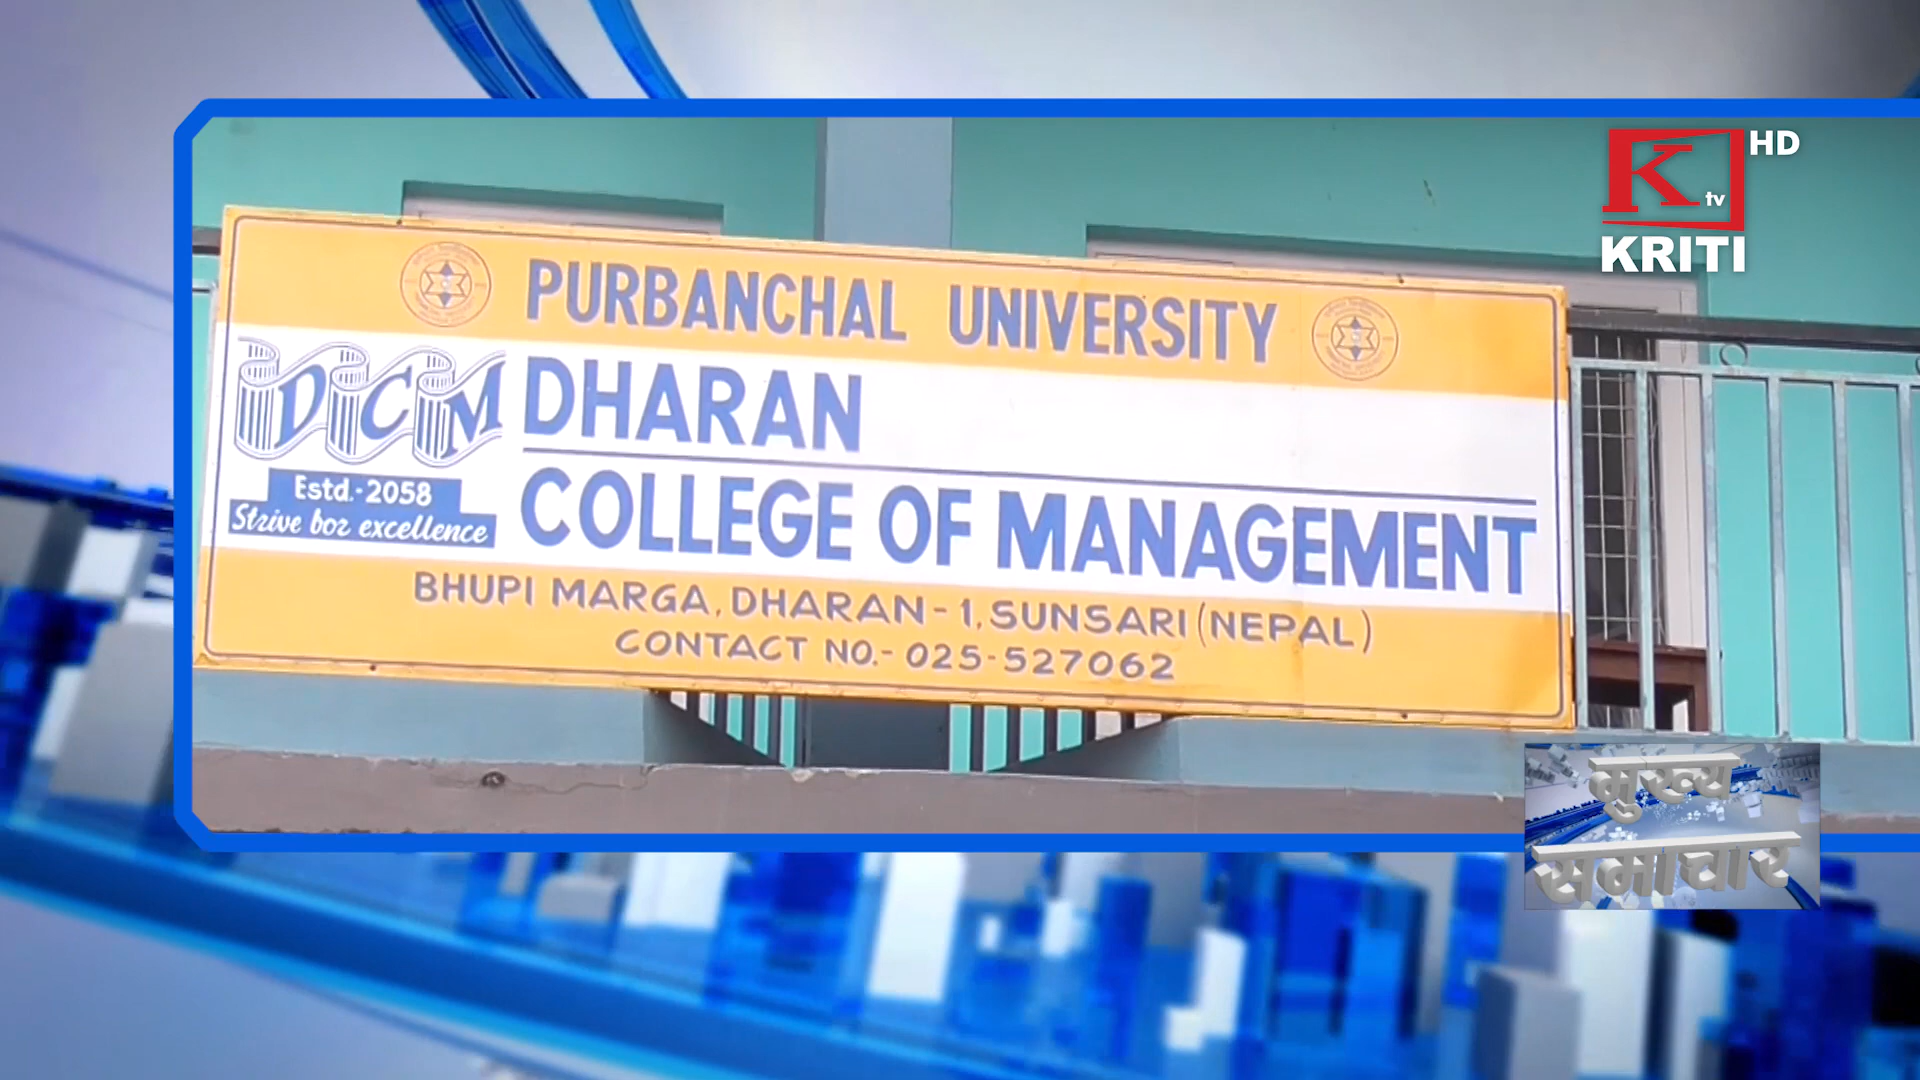 HD
K tv
KRITI
PURBANCHAL UNIVERSITY
DCM
DHARAN
Estd.-2058
Strive bor excellence
COLLEGE OF MANAGEMENT
BHUPI MARGA, DHARAN - 1, SUNSARI (NEPAL)
CONTACT NO.- 025-527062
मुख्य
समाचार